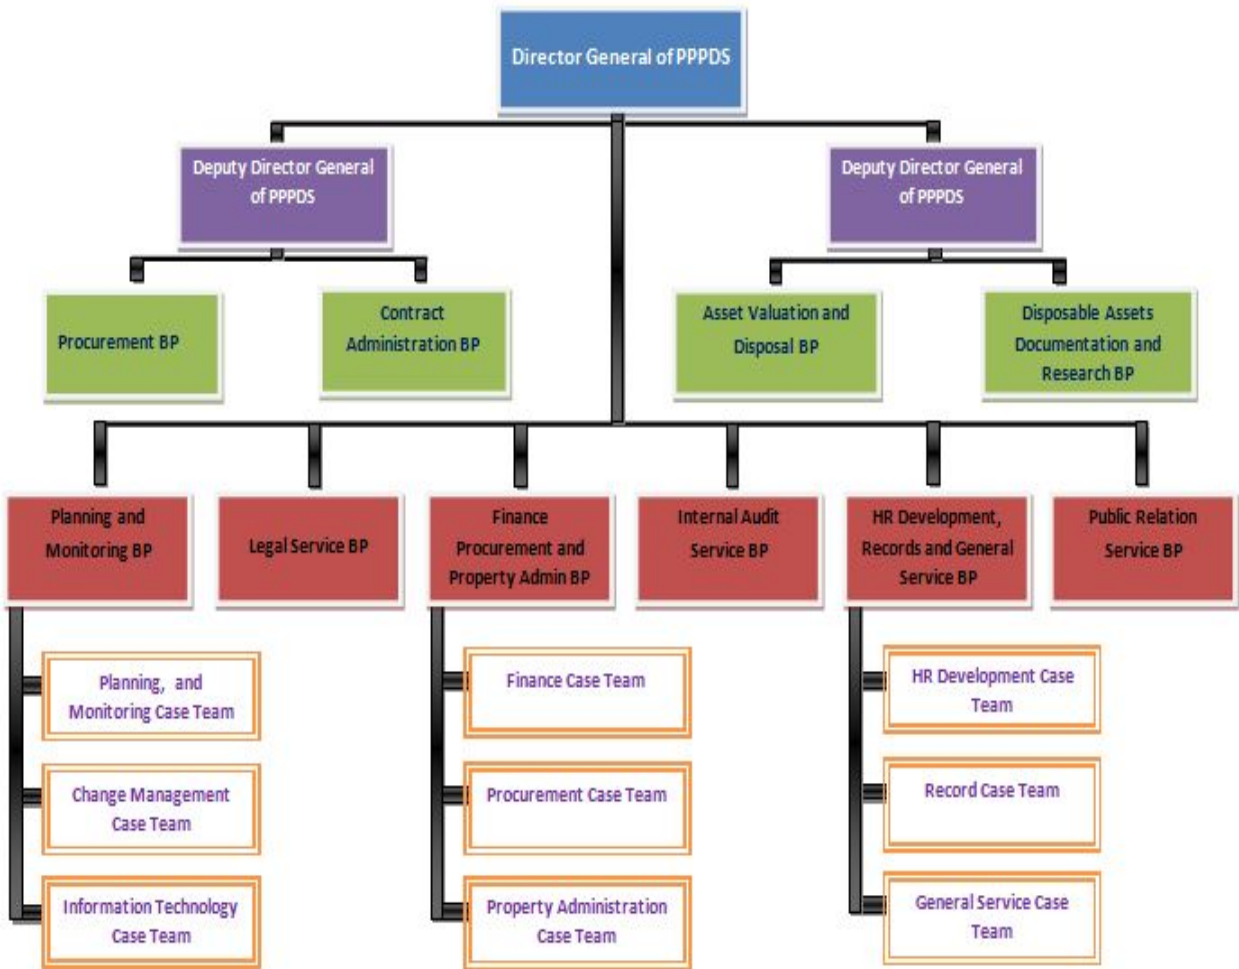 Director General of PPPDS
Deputy Director General
of PPPDS
Deputy Director General
of PPPDS
Procurement BP
Contract
Administration BP
Asset Valuation and
Disposal BP
Disposable Assets
Documentation and
Research BP
Planning and
Monitoring BP
Legal Service BP
Finance
Procurement and
Property Admin BP
Internal Audit
Service BP
HR Development,
Records and General
Service BP
Public Relation
Service BP
Planning, and
Monitoring Case Team
Change Management
Case Team
Information Technology
Case Team
Finance Case Team
Procurement Case Team
Property Administration
Case Team
HR Development Case
Team
Record Case Team
General Service Case
Team